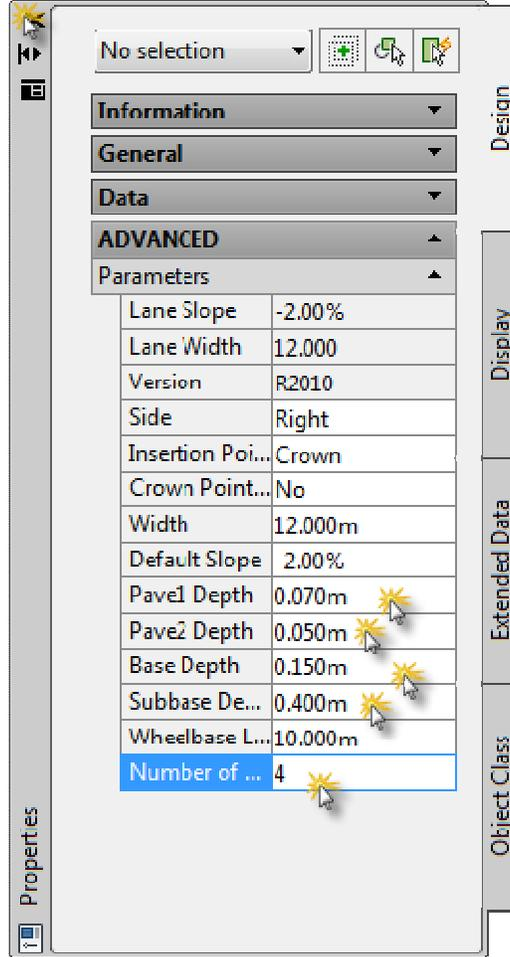 No selection
Information
General
Data
ADVANCED
Parameters
Lane Slope -2.00%
Lane Width 12.000
Version R2010
Side Right
Insertion Poi... Crown
Crown Point... No
Width 12.000m
Default Slope 2.00%
Pave1 Depth 0.070m
Pave2 Depth 0.050m
Base Depth 0.150m
Subbase De... 0.400m
Wheelbase L... 10.000m
Number of ... 4
Design
Display
Extended Data
Object Class
Properties